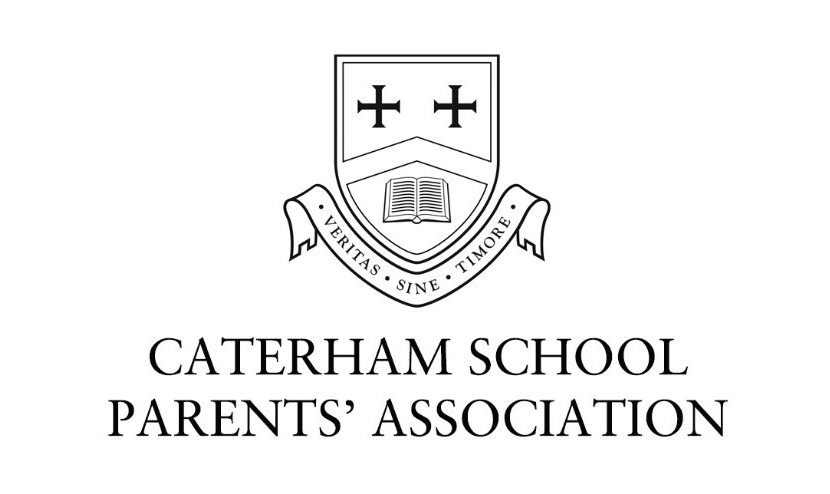 · VERITAS · SINE · TIMORE ·
CATERHAM SCHOOL
PARENTS’ ASSOCIATION